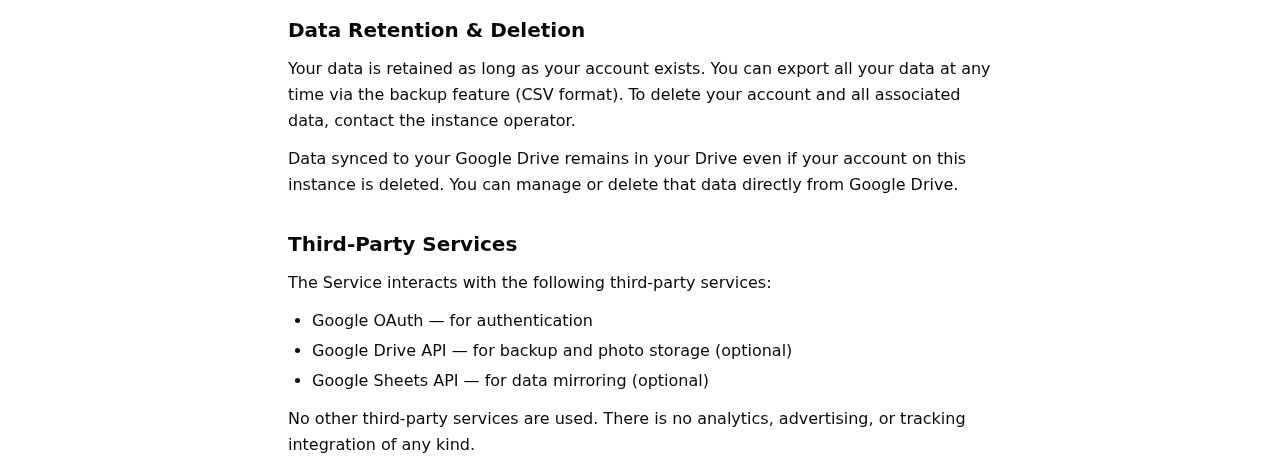 Data Retention & Deletion
Your data is retained as long as your account exists. You can export all your data at any
time via the backup feature (CSV format). To delete your account and all associated
data, contact the instance operator.
Data synced to your Google Drive remains in your Drive even if your account on this
instance is deleted. You can manage or delete that data directly from Google Drive.
Third-Party Services
The Service interacts with the following third-party services:
• Google OAuth — for authentication
• Google Drive API — for backup and photo storage (optional)
• Google Sheets API — for data mirroring (optional)
No other third-party services are used. There is no analytics, advertising, or tracking
integration of any kind.